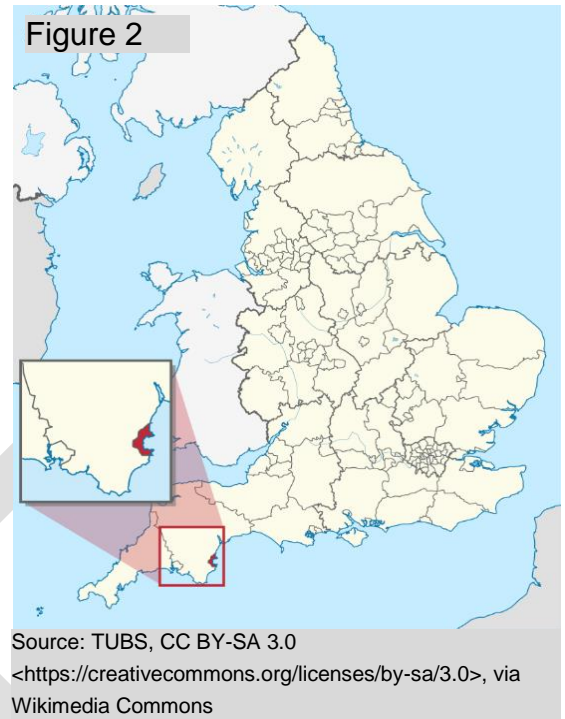 Figure 2
Source: TUBS, CC BY-SA 3.0
<https://creativecommons.org/licenses/by-sa/3.0>, via
Wikimedia Commons